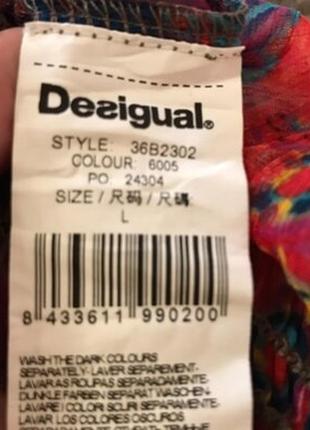 Desigual®
STYLE: 36B2302
COLOUR: 6005
PO: 24304
SIZE / 尺码 / 尺碼:
L
8 433611 990200
WASH THE DARK COLOURS
SEPARATELY-LAVER SEPAREMENT-
LAVAR AS ROUPAS SEPARADAMENTE-
DUNKLE FARBEN SEPARAT WASCHEN-
LAVARE I COLORI SCURI SEPARAMENTE-
LAVAR LOS COLORES OSCUROS